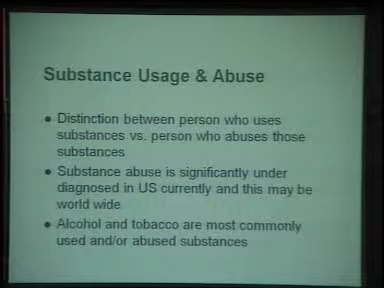 Substance Usage & Abuse
● Distinction between person who uses
substances vs. person who abuses those
substances
● Substance abuse is significantly under
diagnosed in US currently and this may be
world wide
● Alcohol and tobacco are most commonly
used and/or abused substances